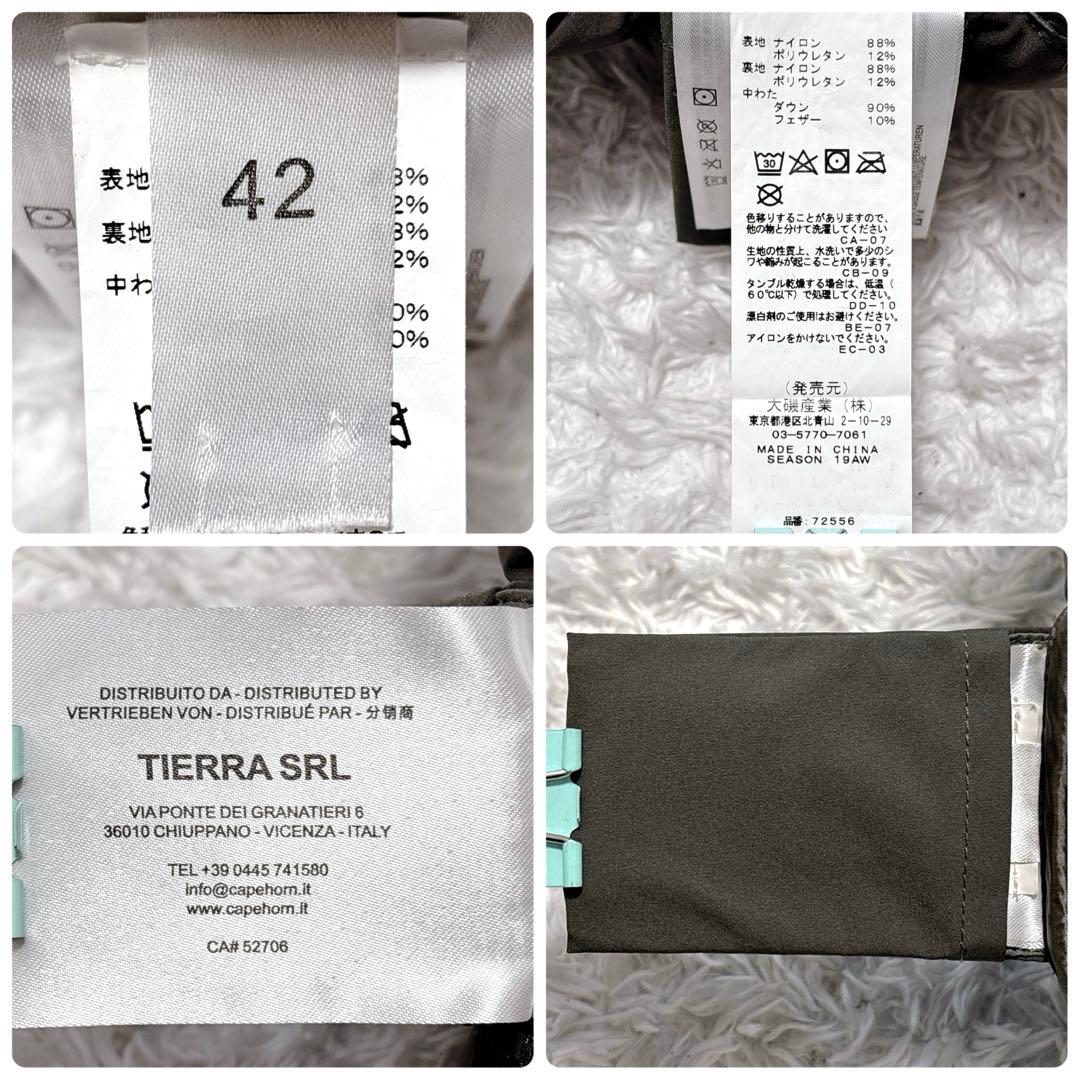 42
表地
8%
2%
裏地
8%
2%
中わ
0%
0%
表地 ナイロン 88%
ポリウレタン 12%
裏地 ナイロン 88%
ポリウレタン 12%
中わた
ダウン 90%
フェザー 10%
30
色移りすることがありますので、
他の物と分けて洗濯してください
CA-07
生地の性質上、水洗いで多少のシ
ワや縮みが起こることがあります。
CB-09
タンブル乾燥する場合は、低温（
60℃以下）で処理してください。
DD-10
漂白剤のご使用はお避けください。
BE-07
アイロンをかけないでください。
EC-03
（発売元）
大磯産業（株）
東京都港区北青山 2-10-29
03-5770-7061
MADE IN CHINA
SEASON 19AW
品番:72556
DISTRIBUITO DA - DISTRIBUTED BY
VERTRIEBEN VON - DISTRIBUÉ PAR - 分销商
TIERRA SRL
VIA PONTE DEI GRANATIERI 6
36010 CHIUPPANO - VICENZA - ITALY
TEL +39 0445 741580
info@capehorn.it
www.capehorn.it
CA# 52706